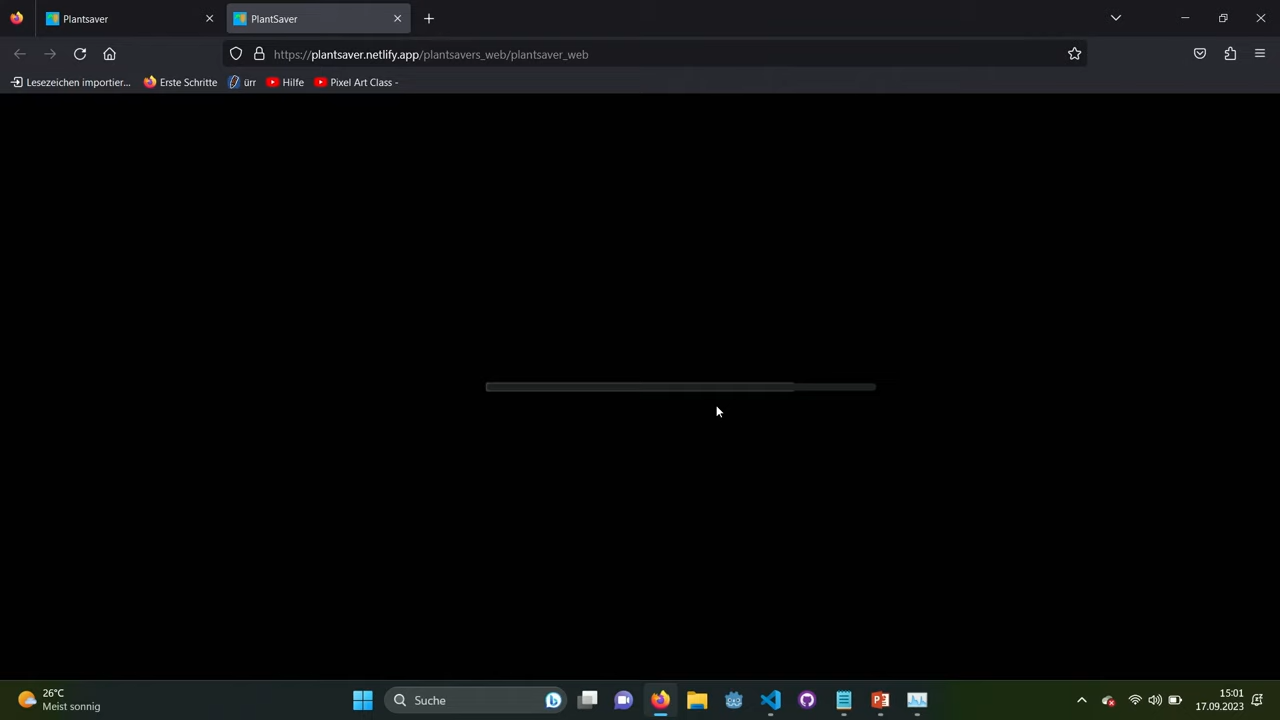 Plantsaver
PlantSaver
https://plantsaver.netlify.app/plantsavers_web/plantsaver_web
Lesezeichen importier...
Erste Schritte
ürr
Hilfe
Pixel Art Class -
26°C
Meist sonnig
Suche
15:01
17.09.2023